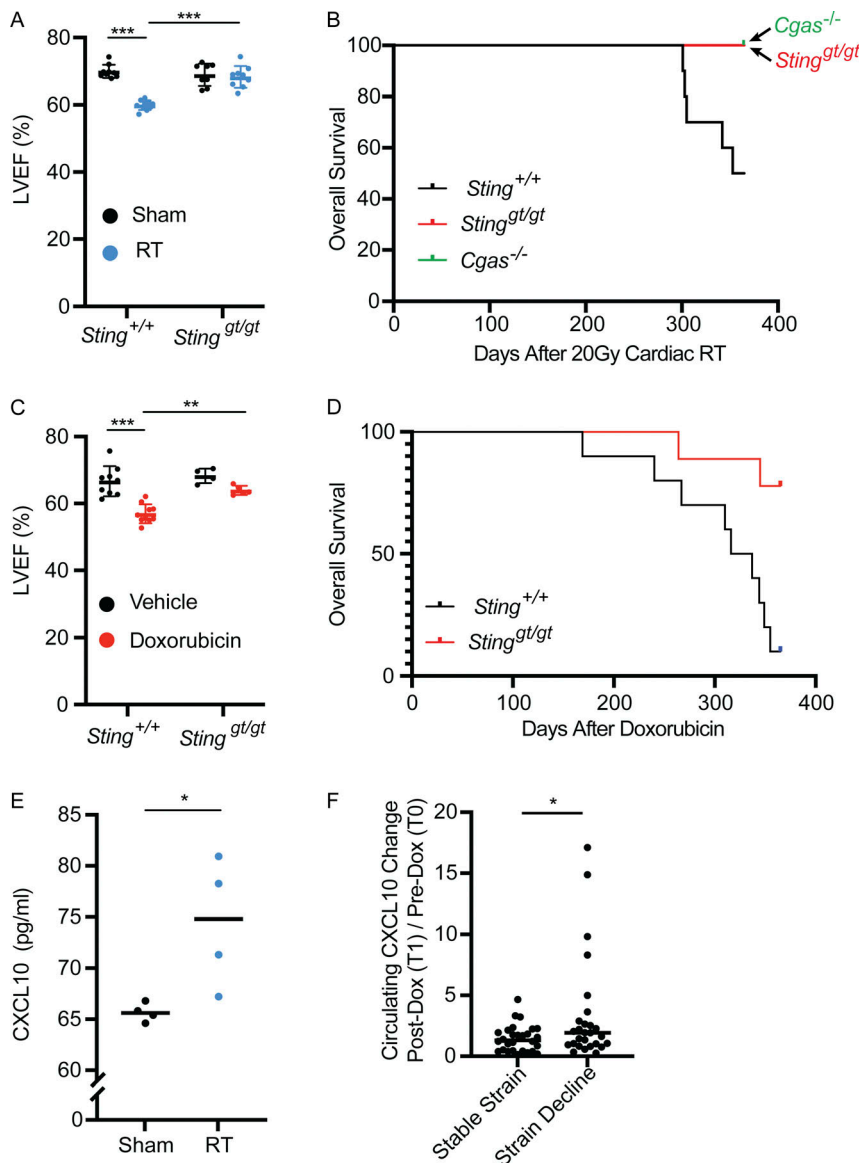 A
***
***
LVEF (%)
80
60
40
20
0
Sham
RT
Sting+/+
Sting gt/gt
B
Cgas-/-
Stinggt/gt
Overall Survival
100
80
60
40
20
0
Sting+/+
Stinggt/gt
Cgas-/-
0 100 200 300 400
Days After 20Gy Cardiac RT
C
***
**
LVEF (%)
80
60
40
20
0
Vehicle
Doxorubicin
Sting+/+
Sting gt/gt
D
Overall Survival
100
50
0
Sting+/+
Stinggt/gt
0 100 200 300 400
Days After Doxorubicin
E
*
CXCL10 (pg/ml)
85
80
75
70
65
60
0
Sham RT
F
*
Circulating CXCL10 Change
Post-Dox (T1) / Pre-Dox (T0)
20
15
10
5
0
Stable Strain
Strain Decline